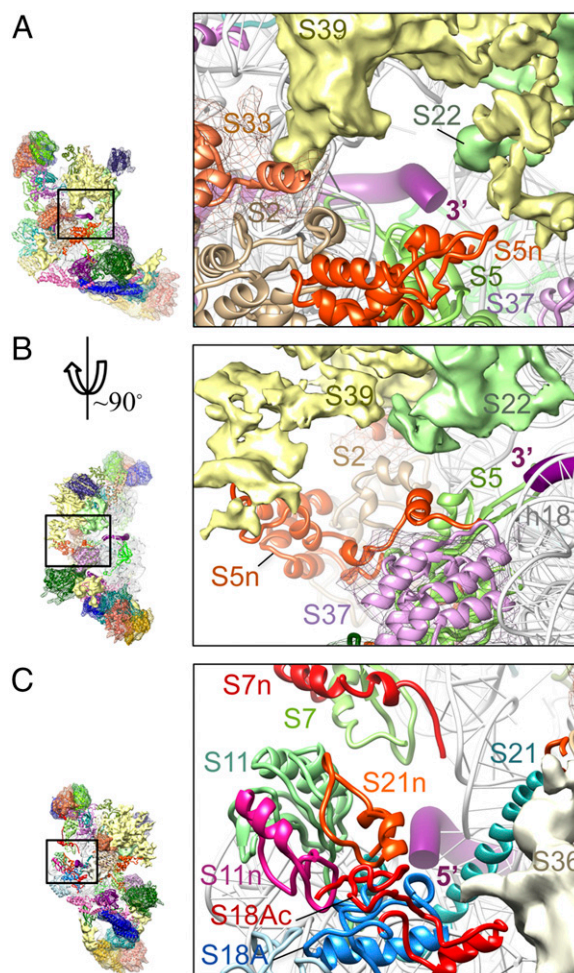 A
S39
S33
S22
S2
3'
S5n
S5
S37
B
~90°
S39
S22
S2
3'
S5
h18
S5n
S37
C
S7n
S7
S11
S21
S21n
S11n
5'
S36
S18Ac
S18A